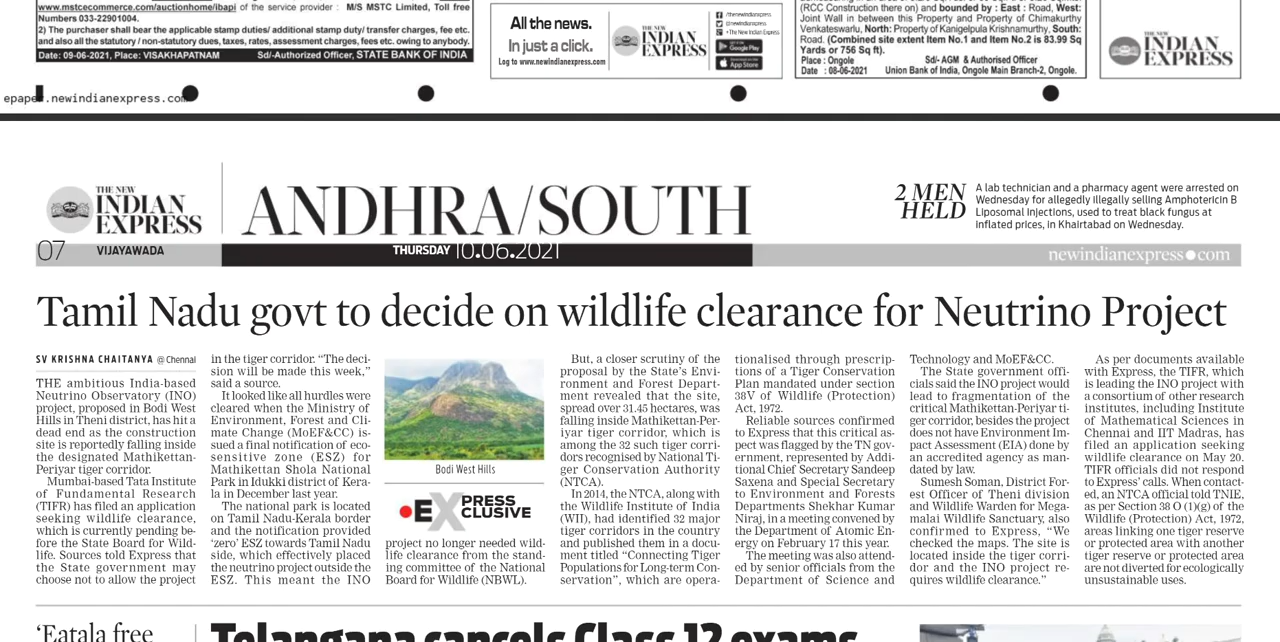 www.mstcecommerce.com/auctionhome/ibapi of the service provider : M/S MSTC Limited, Toll free
Numbers 033-22901004.
2) The purchaser shall bear the applicable stamp duties/ additional stamp duty/ transfer charges, fee etc.
and also all the statutory / non-statutory dues, taxes, rates, assessment charges, fees etc. owing to anybody.
Date: 09-06-2021, Place: VISAKHAPATNAM Sd/-Authorized Officer, STATE BANK OF INDIA
All the news.
In just a click.
Log to www.newindianexpress.com
THE NEW
INDIAN
EXPRESS
/thenewindianexpress
@newindianexpress
+The New Indian Express
Google Play
App Store
(RCC Construction there on) and bounded by : East : Road, West:
Joint Wall in between this Property and Property of Chimakurthy
Venkateswarlu, North: Property of Kanigelpula Krishnamurthy, South:
Road. (Combined site extent Item No.1 and Item No.2 is 83.99 Sq
Yards or 756 Sq ft).
Place : Ongole Sd/- AGM & Authorised Officer
Date : 08-06-2021 Union Bank of India, Ongole Main Branch-2, Ongole.
THE NEW
INDIAN
EXPRESS
epaper.newindianexpress.com
THE NEW
INDIAN
EXPRESS
ANDHRA/SOUTH
2 MEN
HELD
A lab technician and a pharmacy agent were arrested on
Wednesday for allegedly illegally selling Amphotericin B
Liposomal Injections, used to treat black fungus at
inflated prices, in Khairtabad on Wednesday.
07 VIJAYAWADA THURSDAY 10.06.2021 newindianexpress●com
Tamil Nadu govt to decide on wildlife clearance for Neutrino Project
SV KRISHNA CHAITANYA @ Chennai
THE ambitious India-based
Neutrino Observatory (INO)
project, proposed in Bodi West
Hills in Theni district, has hit a
dead end as the construction
site is reportedly falling inside
the designated Mathikettan-
Periyar tiger corridor.
Mumbai-based Tata Institute
of Fundamental Research
(TIFR) has filed an application
seeking wildlife clearance,
which is currently pending be-
fore the State Board for Wild-
life. Sources told Express that
the State government may
choose not to allow the project
in the tiger corridor. “The deci-
sion will be made this week,”
said a source.
It looked like all hurdles were
cleared when the Ministry of
Environment, Forest and Cli-
mate Change (MoEF&CC) is-
sued a final notification of eco-
sensitive zone (ESZ) for
Mathikettan Shola National
Park in Idukki district of Kera-
la in December last year.
The national park is located
on Tamil Nadu-Kerala border
and the notification provided
‘zero’ ESZ towards Tamil Nadu
side, which effectively placed
the neutrino project outside the
ESZ. This meant the INO
Bodi West Hills
EXPRESS
EXCLUSIVE
project no longer needed wild-
life clearance from the stand-
ing committee of the National
Board for Wildlife (NBWL).
But, a closer scrutiny of the
proposal by the State’s Envi-
ronment and Forest Depart-
ment revealed that the site,
spread over 31.45 hectares, was
falling inside Mathikettan-Per-
iyar tiger corridor, which is
among the 32 such tiger corri-
dors recognised by National Ti-
ger Conservation Authority
(NTCA).
In 2014, the NTCA, along with
the Wildlife Institute of India
(WII), had identified 32 major
tiger corridors in the country
and published them in a docu-
ment titled “Connecting Tiger
Populations for Long-term Con-
servation”, which are opera-
tionalised through prescrip-
tions of a Tiger Conservation
Plan mandated under section
38V of Wildlife (Protection)
Act, 1972.
Reliable sources confirmed
to Express that this critical as-
pect was flagged by the TN gov-
ernment, represented by Addi-
tional Chief Secretary Sandeep
Saxena and Special Secretary
to Environment and Forests
Departments Shekhar Kumar
Niraj, in a meeting convened by
the Department of Atomic En-
ergy on February 17 this year.
The meeting was also attend-
ed by senior officials from the
Department of Science and
Technology and MoEF&CC.
The State government offi-
cials said the INO project would
lead to fragmentation of the
critical Mathikettan-Periyar ti-
ger corridor, besides the project
does not have Environment Im-
pact Assessment (EIA) done by
an accredited agency as man-
dated by law.
Sumesh Soman, District For-
est Officer of Theni division
and Wildlife Warden for Mega-
malai Wildlife Sanctuary, also
confirmed to Express, “We
checked the maps. The site is
located inside the tiger corri-
dor and the INO project re-
quires wildlife clearance.”
As per documents available
with Express, the TIFR, which
is leading the INO project with
a consortium of other research
institutes, including Institute
of Mathematical Sciences in
Chennai and IIT Madras, has
filed an application seeking
wildlife clearance on May 20.
TIFR officials did not respond
to Express’ calls. When contact-
ed, an NTCA official told TNIE,
as per Section 38 O (1)(g) of the
Wildlife (Protection) Act, 1972,
areas linking one tiger reserve
or protected area with another
tiger reserve or protected area
are not diverted for ecologically
unsustainable uses.
‘Eatala free
Telangana cancels Class 12 exams